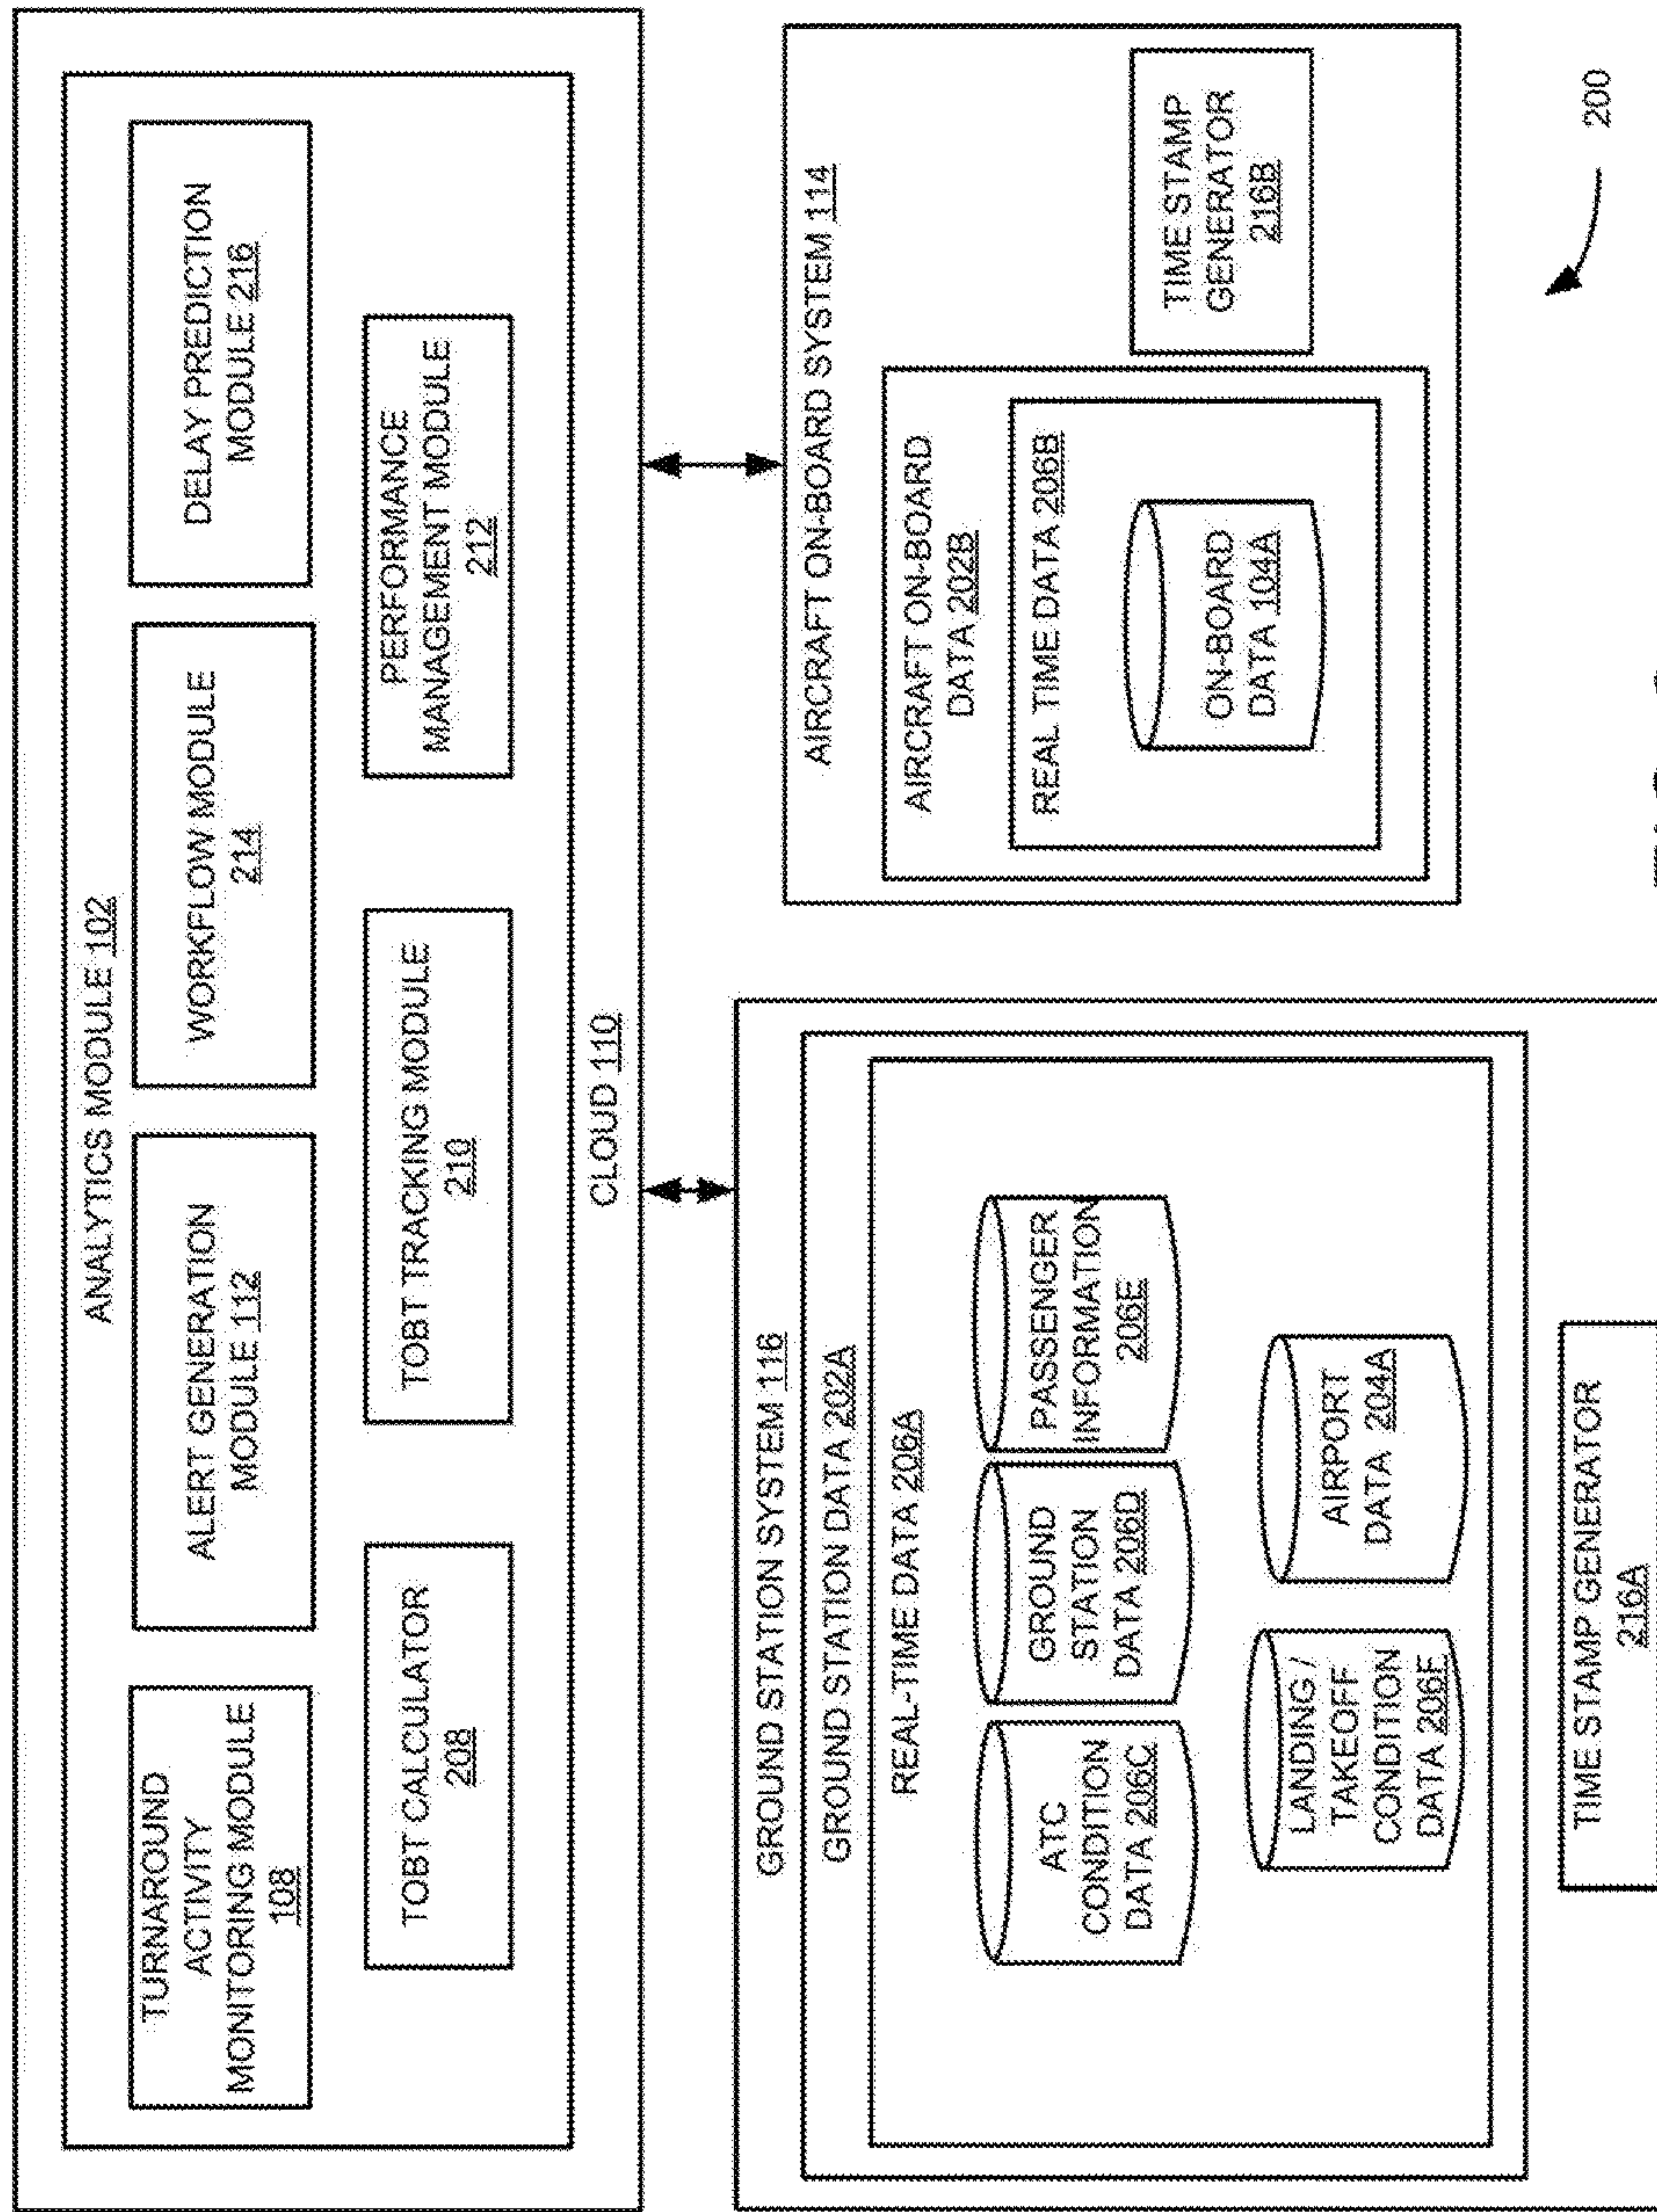 ANALYTICS MODULE 102
TURNAROUND
ACTIVITY
MONITORING MODULE
108
ALERT GENERATION
MODULE 112
WORKFLOW MODULE
214
DELAY PREDICTION
MODULE 216
TOBT CALCULATOR
208
TOBT TRACKING MODULE
210
PERFORMANCE
MANAGEMENT MODULE
212
CLOUD 110
GROUND STATION SYSTEM 116
GROUND STATION DATA 202A
REAL-TIME DATA 206A
ATC
CONDITION
DATA 206C
GROUND
STATION
DATA 206D
PASSENGER
INFORMATION
206E
LANDING /
TAKEOFF
CONDITION
DATA 206F
AIRPORT
DATA 204A
TIME STAMP GENERATOR
216A
AIRCRAFT ON-BOARD SYSTEM 114
AIRCRAFT ON-BOARD
DATA 202B
REAL TIME DATA 206B
ON-BOARD
DATA 104A
TIME STAMP
GENERATOR
216B
200